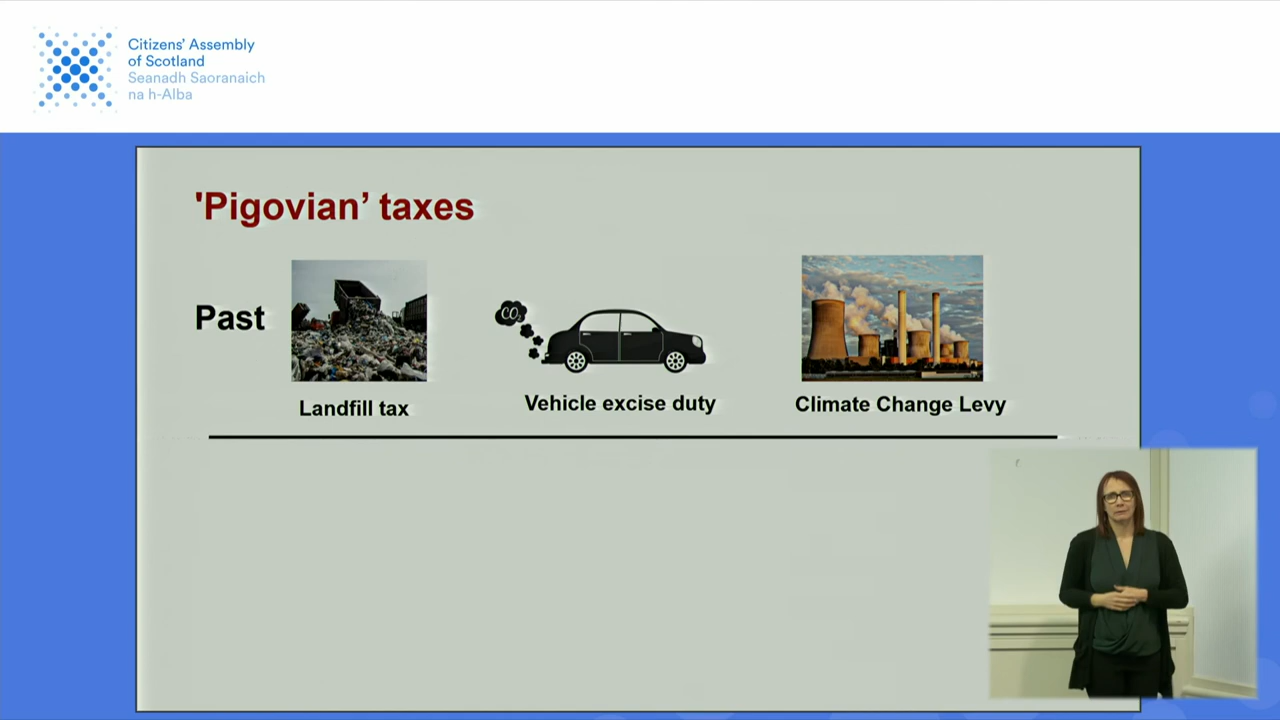 Citizens' Assembly
of Scotland
Seanadh Saoranaich
na h-Alba
'Pigovian’ taxes
Past
CO₂
Landfill tax
Vehicle excise duty
Climate Change Levy